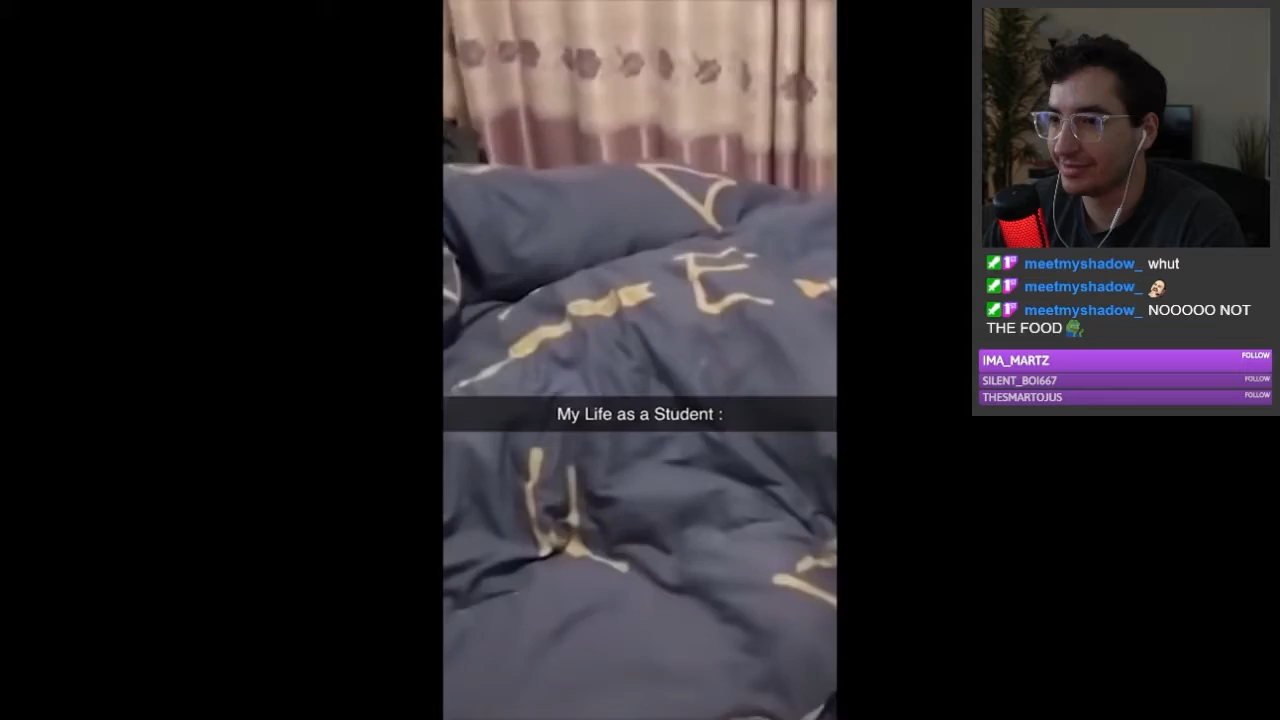 My Life as a Student :
meetmyshadow_ whut
meetmyshadow_
meetmyshadow_ NOOOOO NOT
THE FOOD
IMA_MARTZ FOLLOW
SILENT_BOI667 FOLLOW
THESMARTOJUS FOLLOW